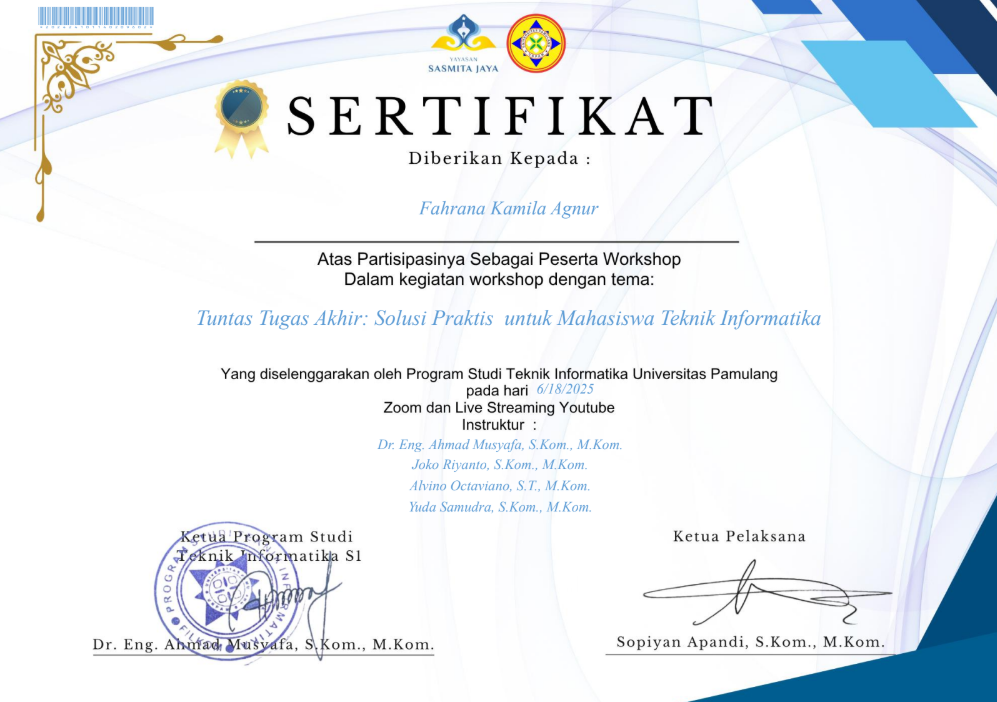 YAYASAN
SASMITA JAYA
SERTIFIKAT
Diberikan Kepada :
Fahrana Kamila Agnur
Atas Partisipasinya Sebagai Peserta Workshop
Dalam kegiatan workshop dengan tema:
Tuntas Tugas Akhir: Solusi Praktis untuk Mahasiswa Teknik Informatika
Yang diselenggarakan oleh Program Studi Teknik Informatika Universitas Pamulang
pada hari 6/18/2025
Zoom dan Live Streaming Youtube
Instruktur :
Dr. Eng. Ahmad Musyafa, S.Kom., M.Kom.
Joko Riyanto, S.Kom., M.Kom.
Alvino Octaviano, S.T., M.Kom.
Yuda Samudra, S.Kom., M.Kom.
Ketua Program Studi
Teknik Informatika S1
PROGRAM STUDI TEKNIK INFORMATIKA
Dr. Eng. Ahmad Musyafa, S.Kom., M.Kom.
Ketua Pelaksana
Sopiyan Apandi, S.Kom., M.Kom.